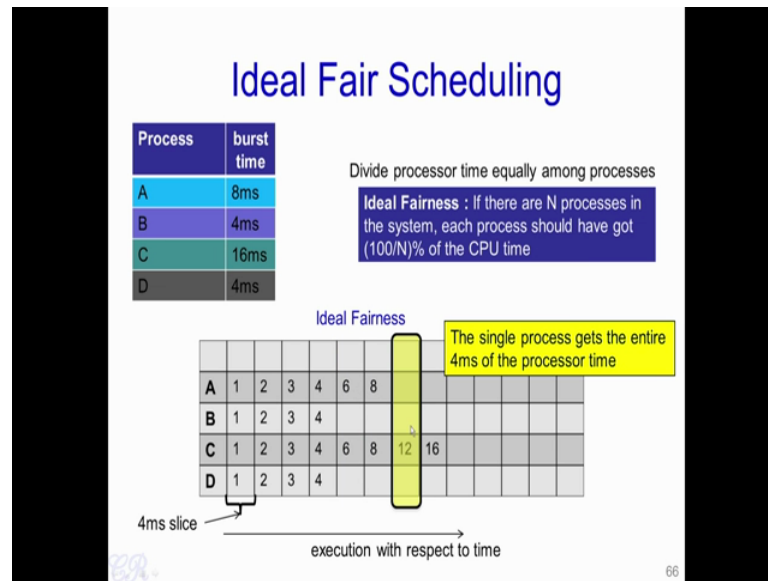 Ideal Fair Scheduling
Process burst time
A 8ms
B 4ms
C 16ms
D 4ms
Divide processor time equally among processes
Ideal Fairness : If there are N processes in
the system, each process should have got
(100/N)% of the CPU time
Ideal Fairness
The single process gets the entire
4ms of the processor time
A 1 2 3 4 6 8
B 1 2 3 4
C 1 2 3 4 6 8 12 16
D 1 2 3 4
4ms slice
execution with respect to time
66